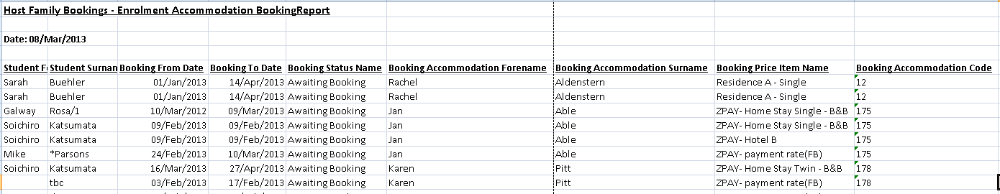 Host Family Bookings - Enrolment Accommodation BookingReport
Date: 08/Mar/2013
Student F Student Surnan Booking From Date Booking To Date Booking Status Name Booking Accommodation Forename Booking Accommodation Surname Booking Price Item Name Booking Accommodation Code
Sarah Buehler 01/Jan/2013 14/Apr/2013 Awaiting Booking Rachel Aldenstern Residence A - Single 12
Sarah Buehler 01/Jan/2013 14/Apr/2013 Awaiting Booking Rachel Aldenstern Residence A - Single 12
Galway Rosa/1 10/Mar/2012 09/Mar/2013 Awaiting Booking Jan Able ZPAY- Home Stay Single - B&B 175
Soichiro Katsumata 09/Feb/2013 09/Feb/2013 Awaiting Booking Jan Able ZPAY- Home Stay Single - B&B 175
Soichiro Katsumata 09/Feb/2013 09/Feb/2013 Awaiting Booking Jan Able ZPAY- Hotel B 175
Mike *Parsons 24/Feb/2013 10/Mar/2013 Awaiting Booking Jan Able ZPAY- payment rate(FB) 175
Soichiro Katsumata 16/Mar/2013 27/Apr/2013 Awaiting Booking Karen Pitt ZPAY- Home Stay Twin - B&B 178
tbc 03/Feb/2013 17/Feb/2013 Awaiting Booking Karen Pitt ZPAY- payment rate(FB) 178